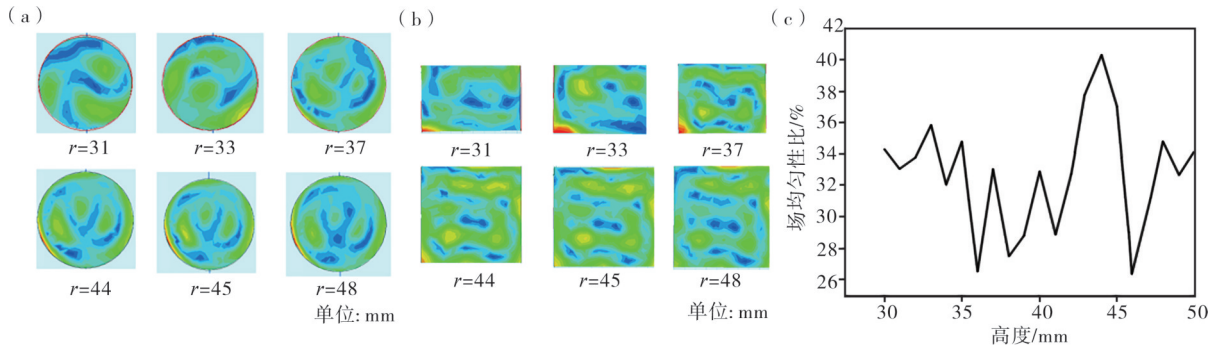 (a)
r=31 r=33 r=37
r=44 r=45 r=48
单位: mm
(b)
r=31 r=33 r=37
r=44 r=45 r=48
单位: mm
(c)
42
40
38
36
34
32
30
28
26
场均匀性比/%
30 35 40 45 50
高度/mm